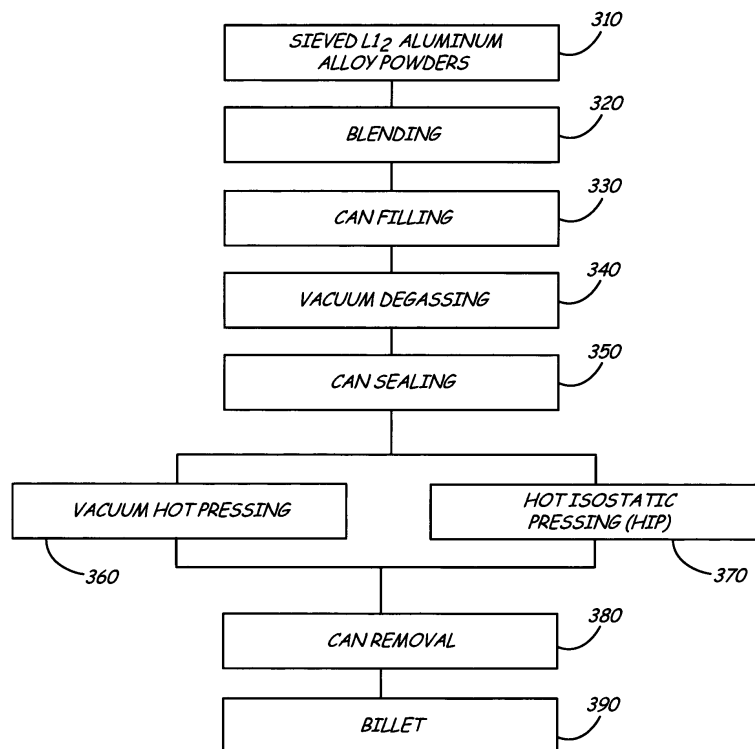 310
SIEVED L1₂ ALUMINUM
ALLOY POWDERS
320
BLENDING
330
CAN FILLING
340
VACUUM DEGASSING
350
CAN SEALING
VACUUM HOT PRESSING
HOT ISOSTATIC
PRESSING (HIP)
360
370
380
CAN REMOVAL
390
BILLET